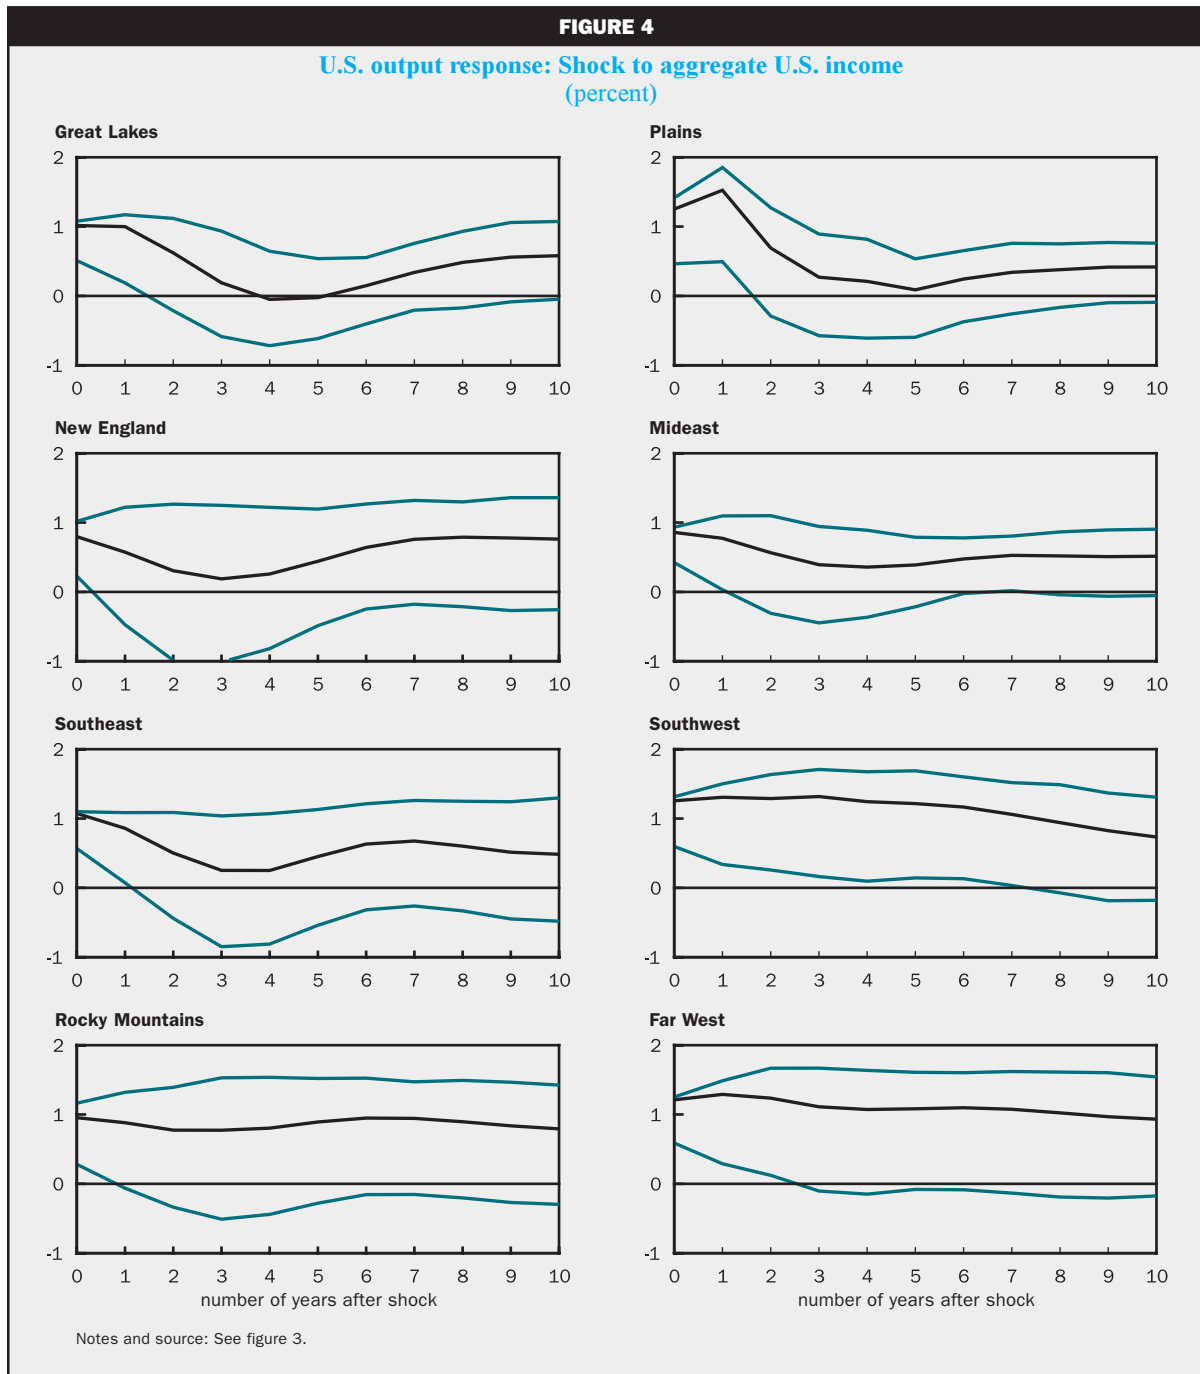 FIGURE 4
U.S. output response: Shock to aggregate U.S. income
(percent)
Great Lakes
2
1
0
-1
0 1 2 3 4 5 6 7 8 9 10
Plains
2
1
0
-1
0 1 2 3 4 5 6 7 8 9 10
New England
2
1
0
-1
0 1 2 3 4 5 6 7 8 9 10
Mideast
2
1
0
-1
0 1 2 3 4 5 6 7 8 9 10
Southeast
2
1
0
-1
0 1 2 3 4 5 6 7 8 9 10
Southwest
2
1
0
-1
0 1 2 3 4 5 6 7 8 9 10
Rocky Mountains
2
1
0
-1
0 1 2 3 4 5 6 7 8 9 10
number of years after shock
Far West
2
1
0
-1
0 1 2 3 4 5 6 7 8 9 10
number of years after shock
Notes and source: See figure 3.